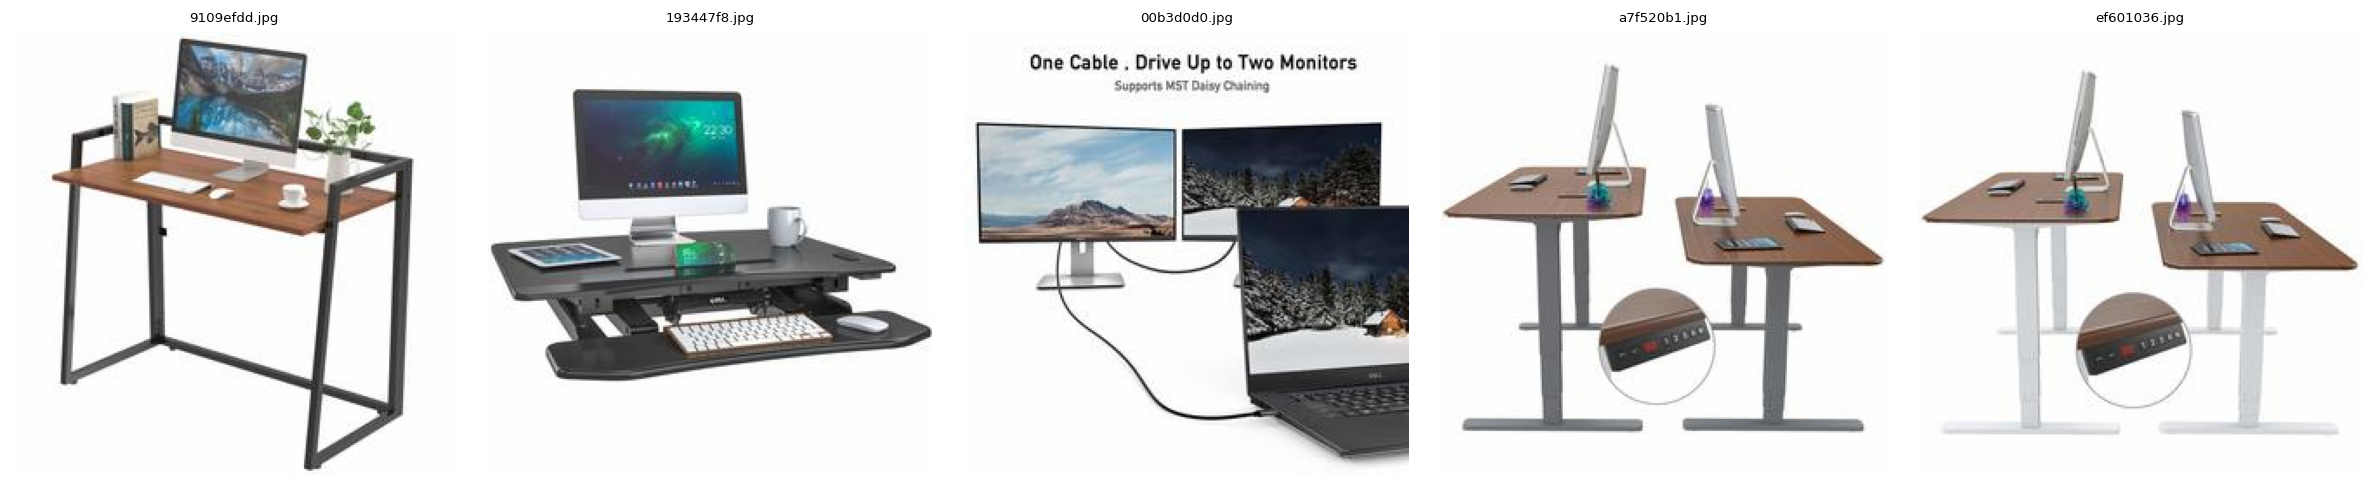 9109efdd.jpg
193447f8.jpg
00b3d0d0.jpg
a7f520b1.jpg
ef601036.jpg
One Cable . Drive Up to Two Monitors
Supports MST Daisy Chaining
22:30
DELL